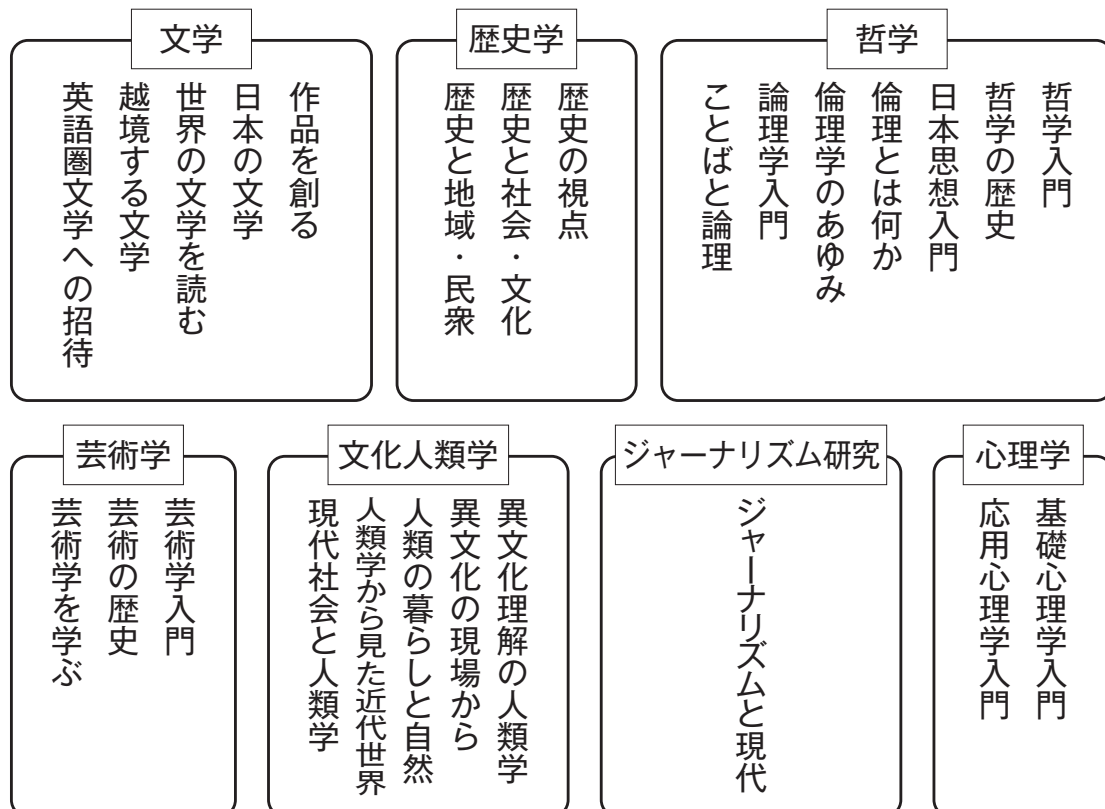 哲学
哲学入門
哲学の歴史
日本思想入門
倫理とは何か
倫理学のあゆみ
論理学入門
ことばと論理
歴史学
歴史の視点
歴史と社会・文化
歴史と地域・民衆
文学
作品を創る
日本の文学
世界の文学を読む
越境する文学
英語圏文学への招待
心理学
基礎心理学入門
応用心理学入門
ジャーナリズム研究
ジャーナリズムと現代
文化人類学
異文化理解の人類学
異文化の現場から
人類の暮らしと自然
人類学から見た近代世界
現代社会と人類学
芸術学
芸術学入門
芸術の歴史
芸術学を学ぶ